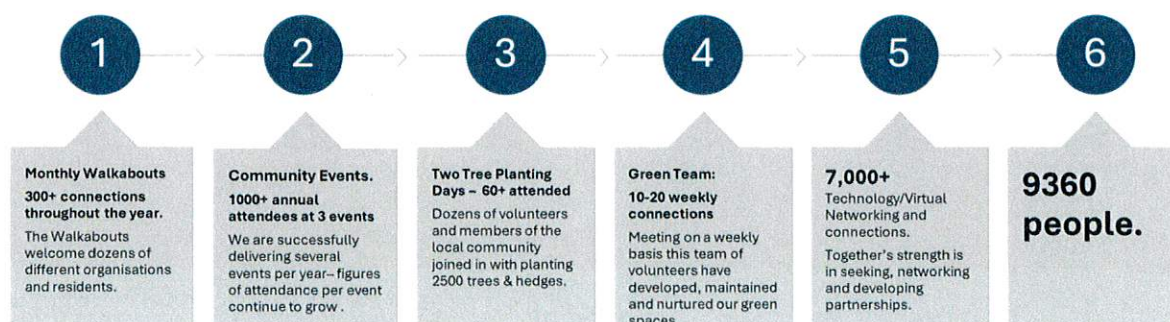 1
2
3
4
5
6
Monthly Walkabouts
300+ connections
throughout the year.
The Walkabouts
welcome dozens of
different organisations
and residents.
Community Events.
1000+ annual
attendees at 3 events
We are successfully
delivering several
events per year– figures
of attendance per event
continue to grow .
Two Tree Planting
Days – 60+ attended
Dozens of volunteers
and members of the
local community
joined in with planting
2500 trees & hedges.
Green Team:
10-20 weekly
connections
Meeting on a weekly
basis this team of
volunteers have
developed, maintained
and nurtured our green
spaces
7,000+
Technology/Virtual
Networking and
connections.
Together's strength is
in seeking, networking
and developing
partnerships.
9360
people.